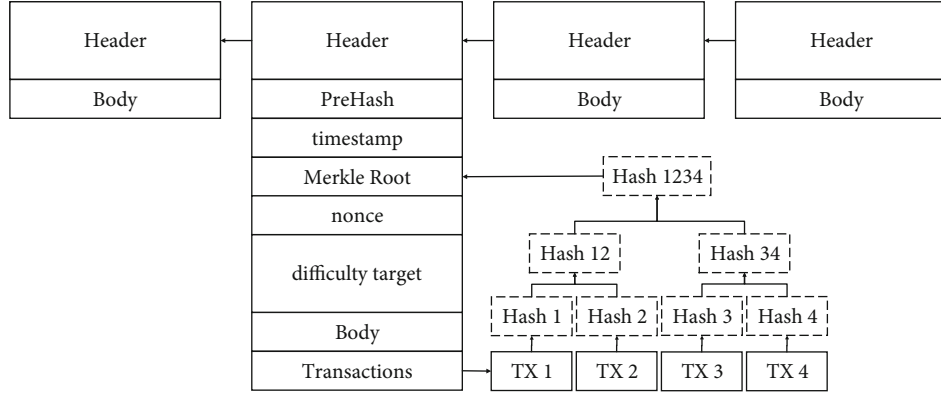 Header
Header
Header
Header
Body
PreHash
Body
Body
timestamp
Merkle Root
Hash 1234
nonce
Hash 12
Hash 34
difficulty target
Hash 1
Hash 2
Hash 3
Hash 4
Body
Transactions
TX 1
TX 2
TX 3
TX 4